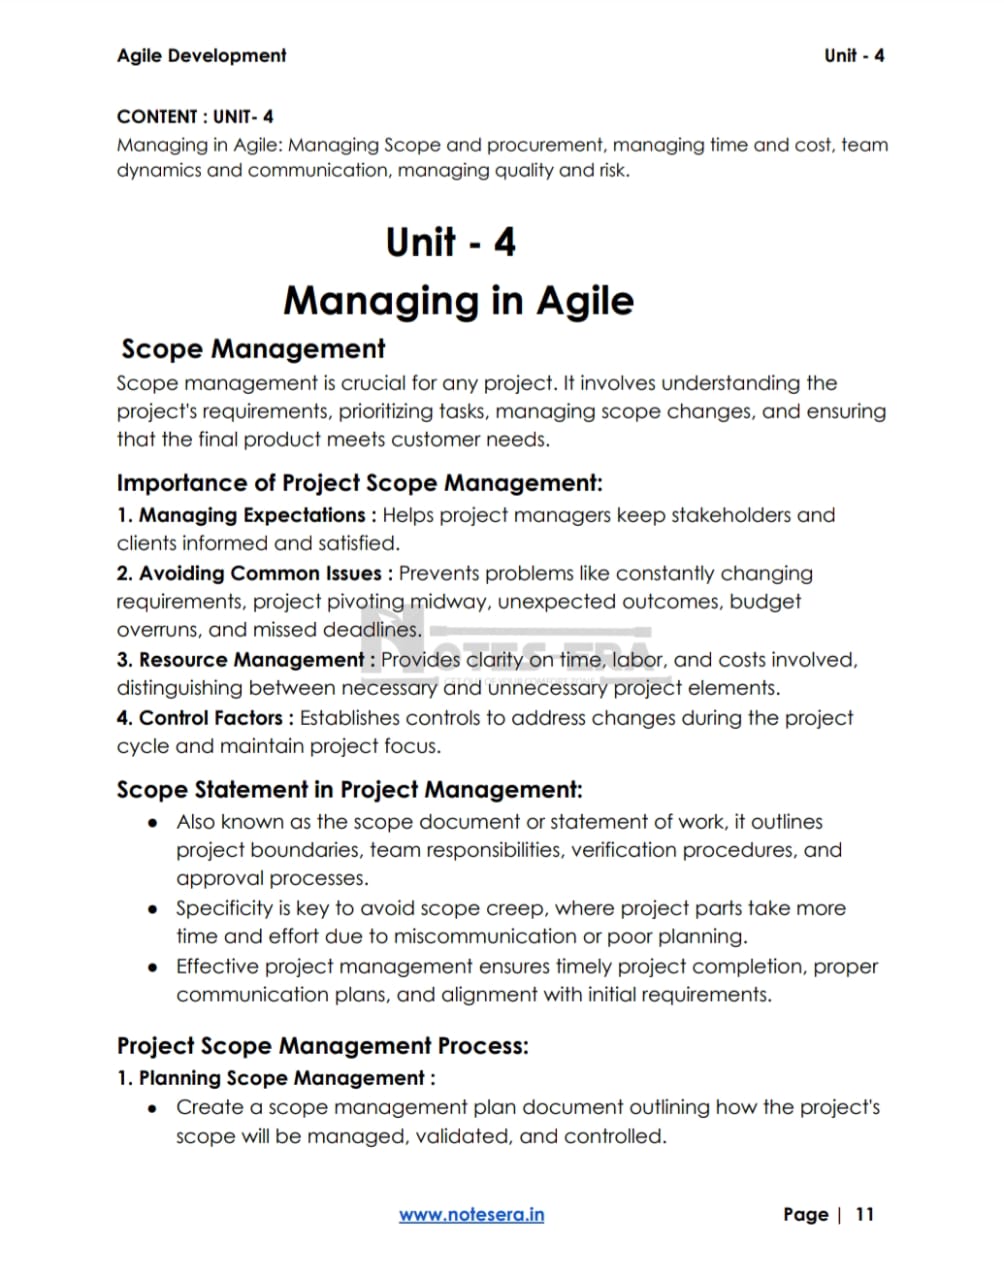 Agile Development Unit - 4
CONTENT : UNIT- 4
Managing in Agile: Managing Scope and procurement, managing time and cost, team
dynamics and communication, managing quality and risk.
Unit - 4
Managing in Agile
Scope Management
Scope management is crucial for any project. It involves understanding the
project's requirements, prioritizing tasks, managing scope changes, and ensuring
that the final product meets customer needs.
Importance of Project Scope Management:
1. Managing Expectations : Helps project managers keep stakeholders and
clients informed and satisfied.
2. Avoiding Common Issues : Prevents problems like constantly changing
requirements, project pivoting midway, unexpected outcomes, budget
overruns, and missed deadlines.
NOTES-ERA
3. Resource Management : Provides clarity on time, labor, and costs involved,
distinguishing between necessary and unnecessary project elements.
4. Control Factors : Establishes controls to address changes during the project
cycle and maintain project focus.
Scope Statement in Project Management:
● Also known as the scope document or statement of work, it outlines
project boundaries, team responsibilities, verification procedures, and
approval processes.
● Specificity is key to avoid scope creep, where project parts take more
time and effort due to miscommunication or poor planning.
● Effective project management ensures timely project completion, proper
communication plans, and alignment with initial requirements.
Project Scope Management Process:
1. Planning Scope Management :
● Create a scope management plan document outlining how the project's
scope will be managed, validated, and controlled.
www.notesera.in Page | 11